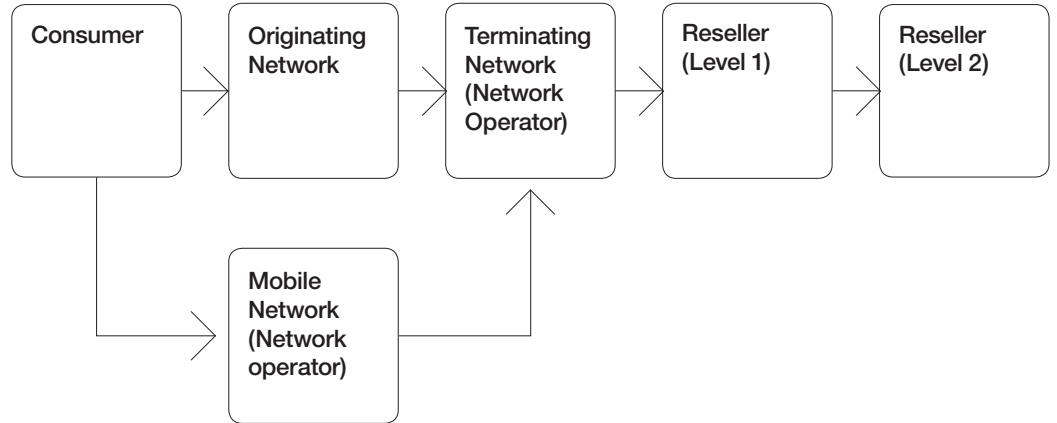 Consumer
Originating
Network
Terminating
Network
(Network
Operator)
Reseller
(Level 1)
Reseller
(Level 2)
Mobile
Network
(Network
operator)